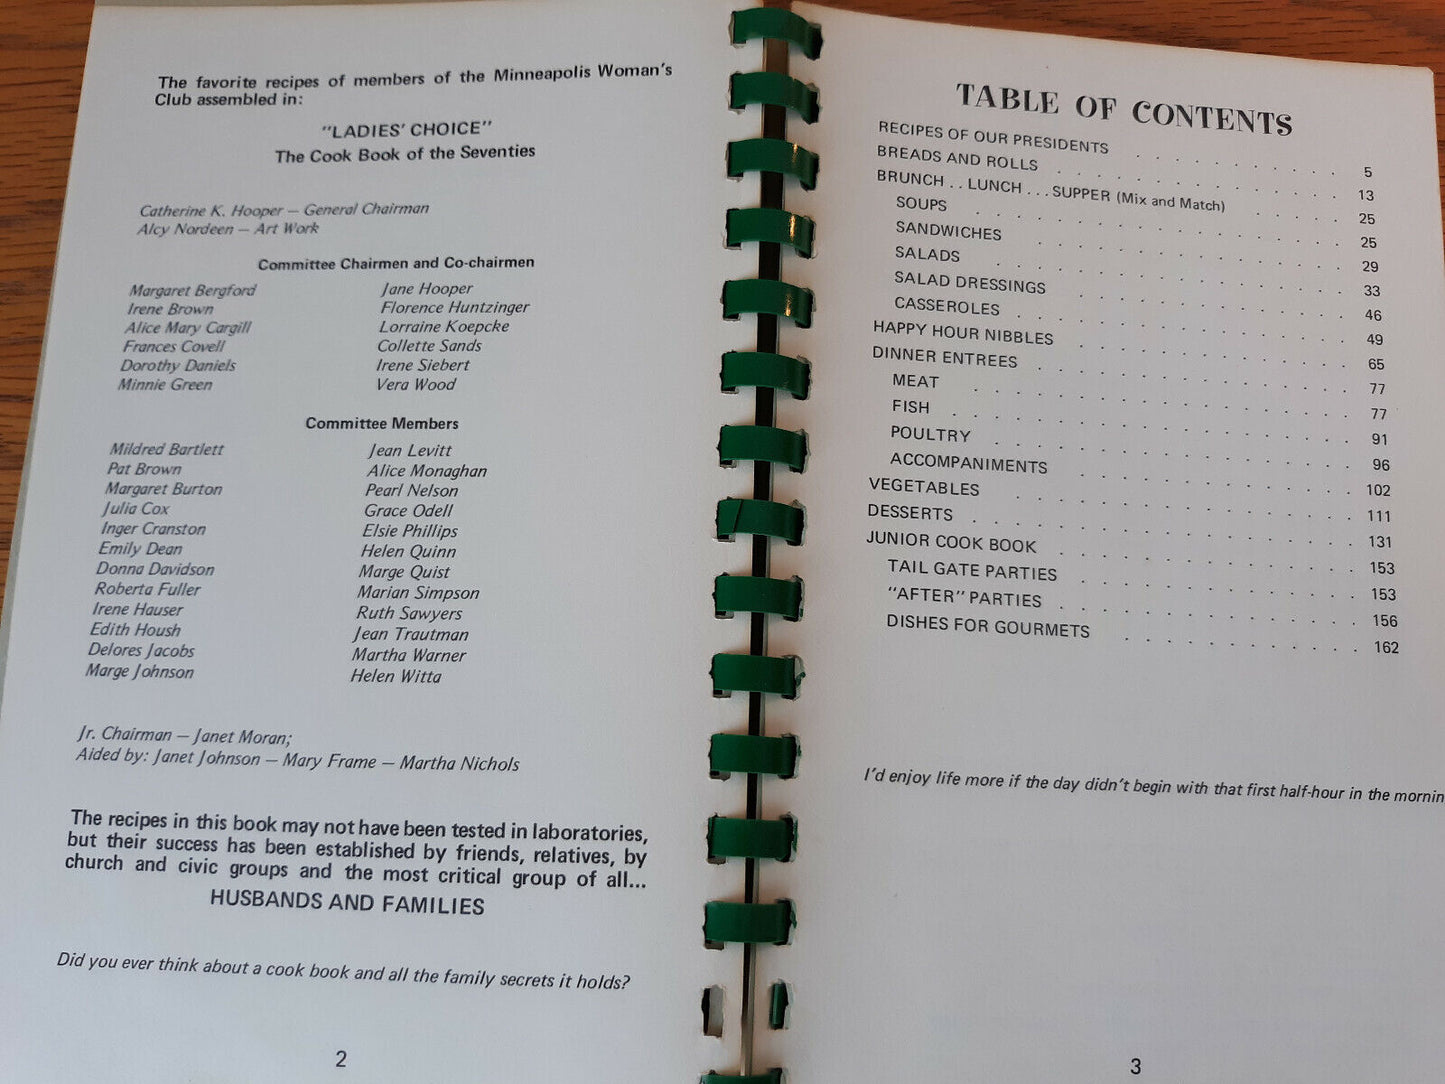 The favorite recipes of members of the Minneapolis Woman's
Club assembled in:
"LADIES' CHOICE"
The Cook Book of the Seventies
Catherine K. Hooper — General Chairman
Alcy Nordeen — Art Work
Committee Chairmen and Co-chairmen
Margaret Bergford Jane Hooper
Irene Brown Florence Huntzinger
Alice Mary Cargill Lorraine Koepcke
Frances Covell Collette Sands
Dorothy Daniels Irene Siebert
Minnie Green Vera Wood
Committee Members
Mildred Bartlett Jean Levitt
Pat Brown Alice Monaghan
Margaret Burton Pearl Nelson
Julia Cox Grace Odell
Inger Cranston Elsie Phillips
Emily Dean Helen Quinn
Donna Davidson Marge Quist
Roberta Fuller Marian Simpson
Irene Hauser Ruth Sawyers
Edith Housh Jean Trautman
Delores Jacobs Martha Warner
Marge Johnson Helen Witta
Jr. Chairman — Janet Moran;
Aided by: Janet Johnson — Mary Frame — Martha Nichols
The recipes in this book may not have been tested in laboratories,
but their success has been established by friends, relatives, by
church and civic groups and the most critical group of all...
HUSBANDS AND FAMILIES
Did you ever think about a cook book and all the family secrets it holds?
2
TABLE OF CONTENTS
RECIPES OF OUR PRESIDENTS . . . . . . . . . . . 5
BREADS AND ROLLS . . . . . . . . . . . . . . 13
BRUNCH . . LUNCH . . . SUPPER (Mix and Match) . . . . . 25
SOUPS . . . . . . . . . . . . . . . . 25
SANDWICHES . . . . . . . . . . . . . . 29
SALADS . . . . . . . . . . . . . . . . 33
SALAD DRESSINGS . . . . . . . . . . . . . 46
CASSEROLES . . . . . . . . . . . . . . 49
HAPPY HOUR NIBBLES . . . . . . . . . . . . . 65
DINNER ENTREES . . . . . . . . . . . . . . 77
MEAT . . . . . . . . . . . . . . . . 77
FISH . . . . . . . . . . . . . . . . . 91
POULTRY . . . . . . . . . . . . . . . 96
ACCOMPANIMENTS . . . . . . . . . . . . . 102
VEGETABLES . . . . . . . . . . . . . . . 111
DESSERTS . . . . . . . . . . . . . . . . . 131
JUNIOR COOK BOOK . . . . . . . . . . . . . 153
TAIL GATE PARTIES . . . . . . . . . . . . . 153
"AFTER" PARTIES . . . . . . . . . . . . . 156
DISHES FOR GOURMETS . . . . . . . . . . . 162
I'd enjoy life more if the day didn't begin with that first half-hour in the mornin
3